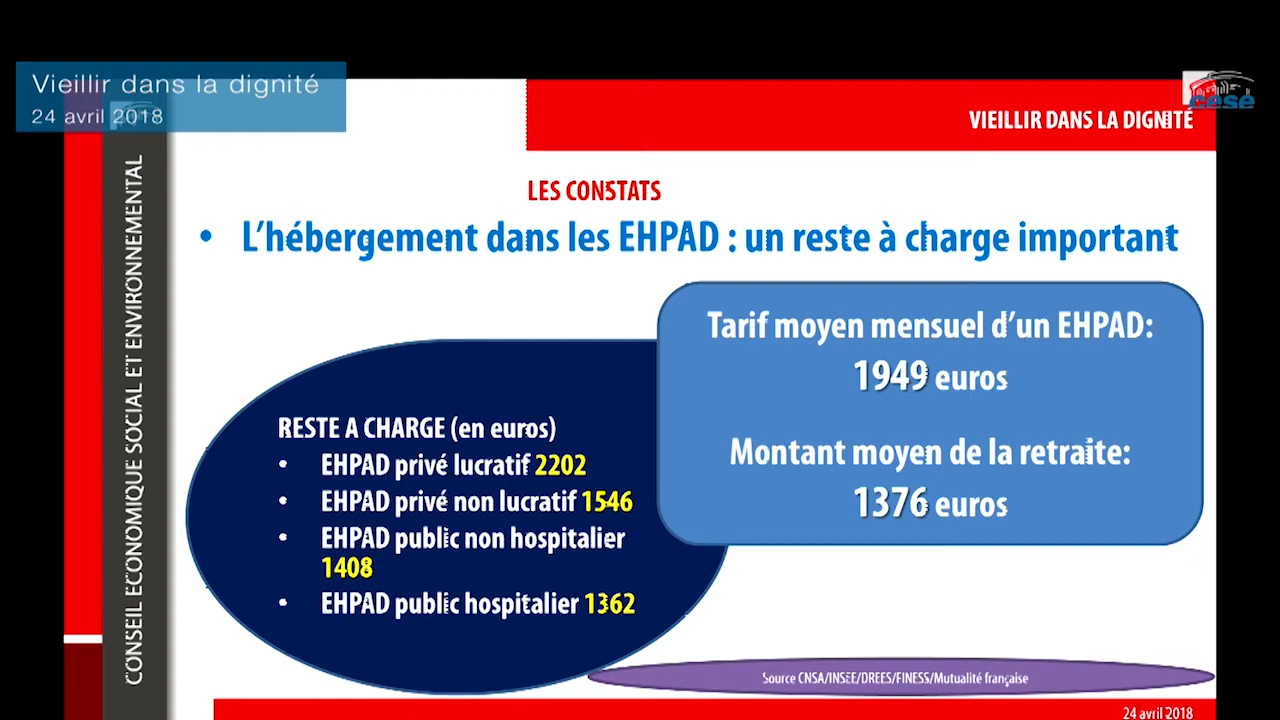 Vieillir dans la dignité
24 avril 2018
cese
VIEILLIR DANS LA DIGNITÉ
CONSEIL ECONOMIQUE SOCIAL ET ENVIRONNEMENTAL
LES CONSTATS
• L'hébergement dans les EHPAD : un reste à charge important
Tarif moyen mensuel d'un EHPAD:
1949 euros
Montant moyen de la retraite:
1376 euros
RESTE A CHARGE (en euros)
• EHPAD privé lucratif 2202
• EHPAD privé non lucratif 1546
• EHPAD public non hospitalier
1408
• EHPAD public hospitalier 1362
Source CNSA/INSEE/DREES/FINESS/Mutualité française
24 avril 2018